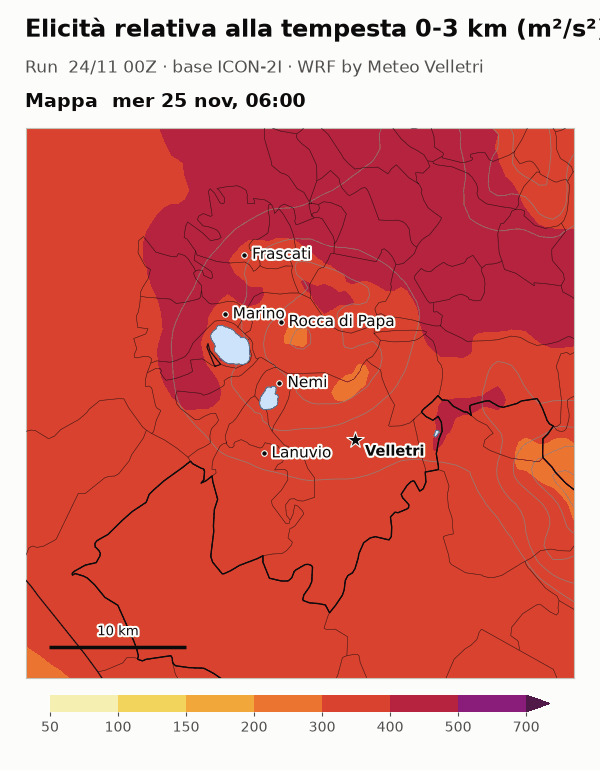 Elicità relativa alla tempesta 0-3 km (m²/s²)
Run 24/11 00Z · base ICON-2I · WRF by Meteo Velletri
Mappa mer 25 nov, 06:00
Frascati
Marino
Rocca di Papa
Nemi
Velletri
Lanuvio
10 km
50 100 150 200 300 400 500 700